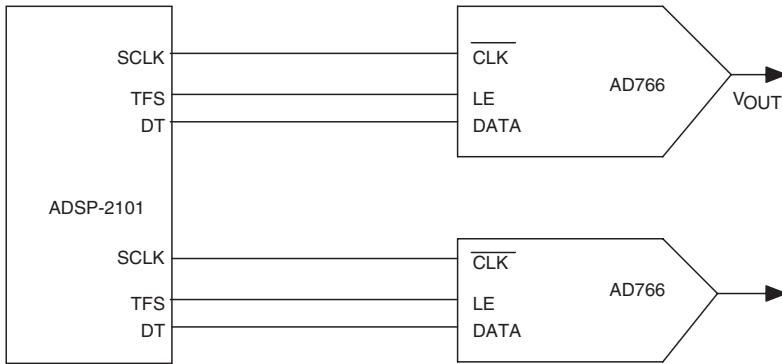 SCLK
CLK
AD766
TFS
LE
VOUT
DT
DATA
ADSP-2101
SCLK
CLK
AD766
TFS
LE
DT
DATA